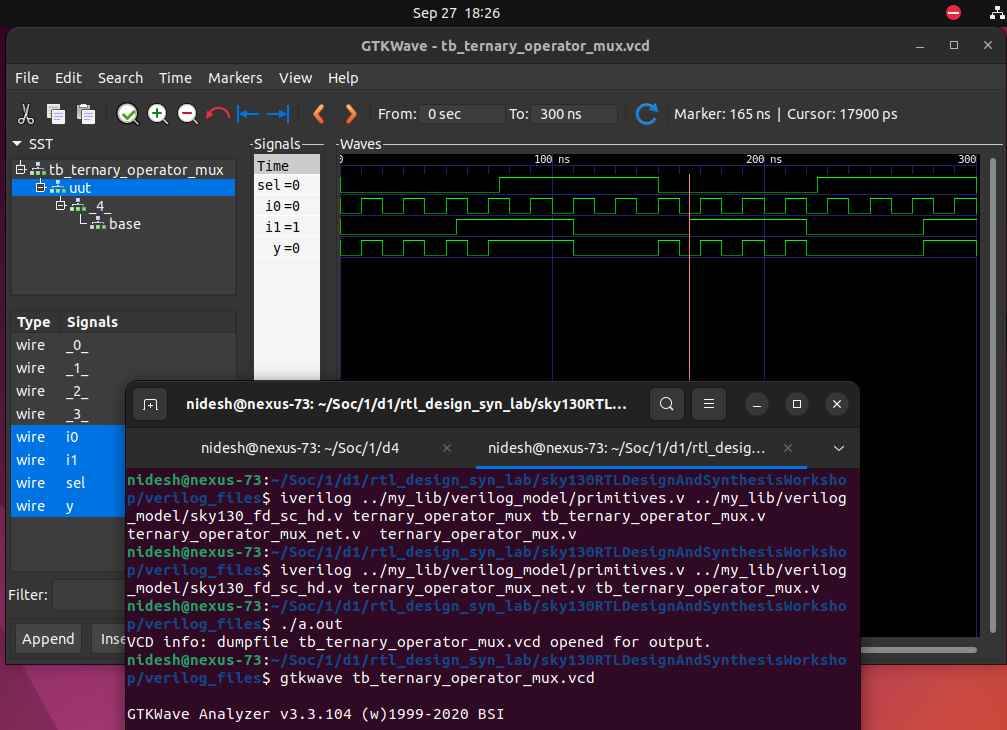 Sep 27 18:26
GTKWave - tb_ternary_operator_mux.vcd
File Edit Search Time Markers View Help
From: 0 sec To: 300 ns Marker: 165 ns | Cursor: 17900 ps
SST
tb_ternary_operator_mux
uut
_4_
base
Signals
Time
sel=0
i0=0
i1=1
y=0
Waves
0 100 ns 200 ns 300
Type Signals
wire _0_
wire _1_
wire _2_
wire _3_
wire i0
wire i1
wire sel
wire y
Filter:
Append Inse
nidesh@nexus-73: ~/Soc/1/d1/rtl_design_syn_lab/sky130RTL...
nidesh@nexus-73: ~/Soc/1/d4 nidesh@nexus-73: ~/Soc/1/d1/rtl_desig...
nidesh@nexus-73:~/Soc/1/d1/rtl_design_syn_lab/sky130RTLDesignAndSynthesisWorksho
p/verilog_files$ iverilog ../my_lib/verilog_model/primitives.v ../my_lib/verilog
_model/sky130_fd_sc_hd.v ternary_operator_mux tb_ternary_operator_mux.v
ternary_operator_mux_net.v ternary_operator_mux.v
nidesh@nexus-73:~/Soc/1/d1/rtl_design_syn_lab/sky130RTLDesignAndSynthesisWorksho
p/verilog_files$ iverilog ../my_lib/verilog_model/primitives.v ../my_lib/verilog
_model/sky130_fd_sc_hd.v ternary_operator_mux_net.v tb_ternary_operator_mux.v
nidesh@nexus-73:~/Soc/1/d1/rtl_design_syn_lab/sky130RTLDesignAndSynthesisWorksho
p/verilog_files$ ./a.out
VCD info: dumpfile tb_ternary_operator_mux.vcd opened for output.
nidesh@nexus-73:~/Soc/1/d1/rtl_design_syn_lab/sky130RTLDesignAndSynthesisWorksho
p/verilog_files$ gtkwave tb_ternary_operator_mux.vcd
GTKWave Analyzer v3.3.104 (w)1999-2020 BSI